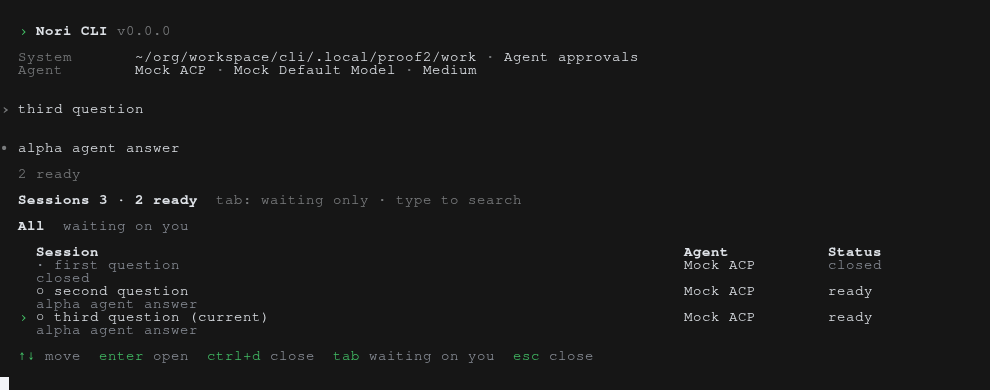 › Nori CLI v0.0.0
System ~/org/workspace/cli/.local/proof2/work · Agent approvals
Agent Mock ACP · Mock Default Model · Medium
› third question
• alpha agent answer
2 ready
Sessions 3 · 2 ready tab: waiting only · type to search
All waiting on you
Session Agent Status
· first question Mock ACP closed
closed
○ second question Mock ACP ready
alpha agent answer
› ○ third question (current) Mock ACP ready
alpha agent answer
↑↓ move enter open ctrl+d close tab waiting on you esc close